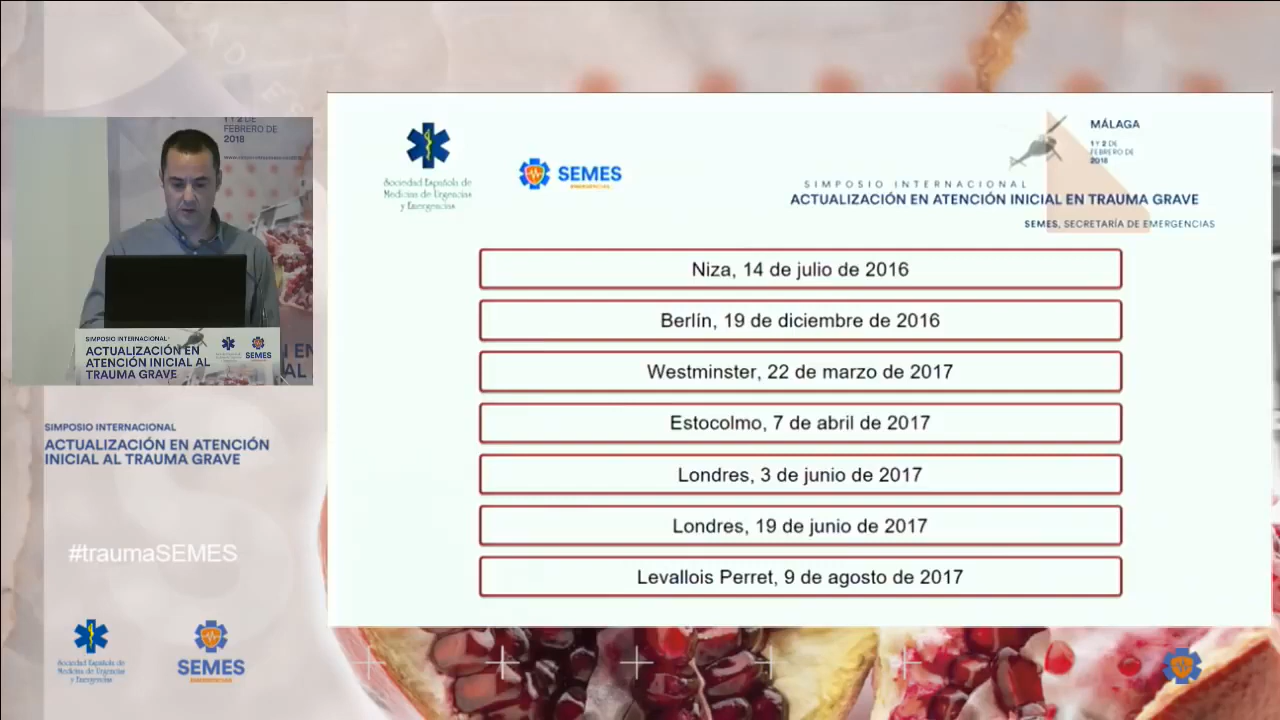 1 Y 2 DE
FEBRERO DE
2018
SIMPOSIO INTERNACIONAL
ACTUALIZACIÓN EN
ATENCIÓN INICIAL AL
TRAUMA GRAVE
SEMES
SIMPOSIO INTERNACIONAL
ACTUALIZACIÓN EN ATENCIÓN
INICIAL AL TRAUMA GRAVE
#traumaSEMES
Sociedad Española de
Medicina de Urgencias
y Emergencias
SEMES
EMERGENCIAS
Sociedad Española de
Medicina de Urgencias
y Emergencias
SEMES
EMERGENCIAS
MÁLAGA
1 Y 2 DE
FEBRERO DE
2018
SIMPOSIO INTERNACIONAL
ACTUALIZACIÓN EN ATENCIÓN INICIAL EN TRAUMA GRAVE
SEMES, SECRETARÍA DE EMERGENCIAS
Niza, 14 de julio de 2016
Berlín, 19 de diciembre de 2016
Westminster, 22 de marzo de 2017
Estocolmo, 7 de abril de 2017
Londres, 3 de junio de 2017
Londres, 19 de junio de 2017
Levallois Perret, 9 de agosto de 2017